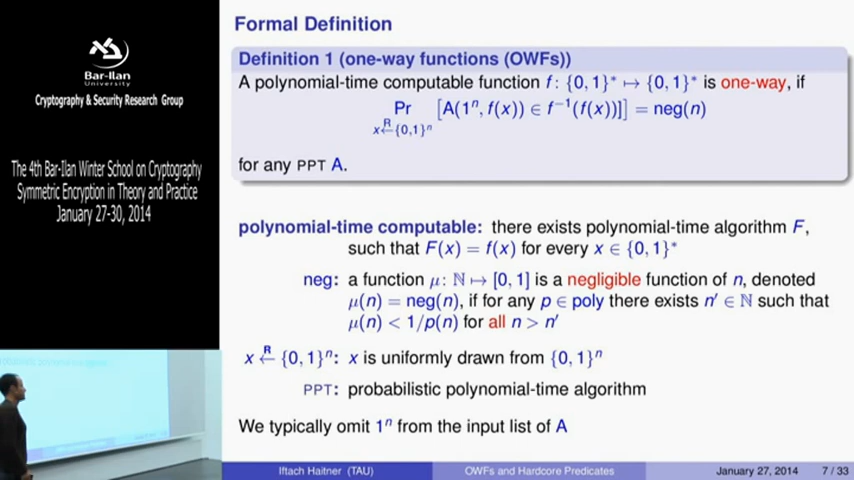 Bar-Ilan
University
Cryptography & Security Research Group
The 4th Bar-Ilan Winter School on Cryptography
Symmetric Encryption in Theory and Practice
January 27-30, 2014
Formal Definition
Definition 1 (one-way functions (OWFs))
A polynomial-time computable function f: {0, 1}* ↦ {0, 1}* is one-way, if
Pr x←R {0,1}ⁿ [A(1ⁿ, f(x)) ∈ f⁻¹(f(x))]] = neg(n)
for any PPT A.
polynomial-time computable: there exists polynomial-time algorithm F,
such that F(x) = f(x) for every x ∈ {0, 1}*
neg: a function μ: ℕ ↦ [0, 1] is a negligible function of n, denoted
μ(n) = neg(n), if for any p ∈ poly there exists n′ ∈ ℕ such that
μ(n) < 1/p(n) for all n > n′
x ←R {0, 1}ⁿ: x is uniformly drawn from {0, 1}ⁿ
PPT: probabilistic polynomial-time algorithm
We typically omit 1ⁿ from the input list of A
Iftach Haitner (TAU) OWFs and Hardcore Predicates January 27, 2014 7 / 33